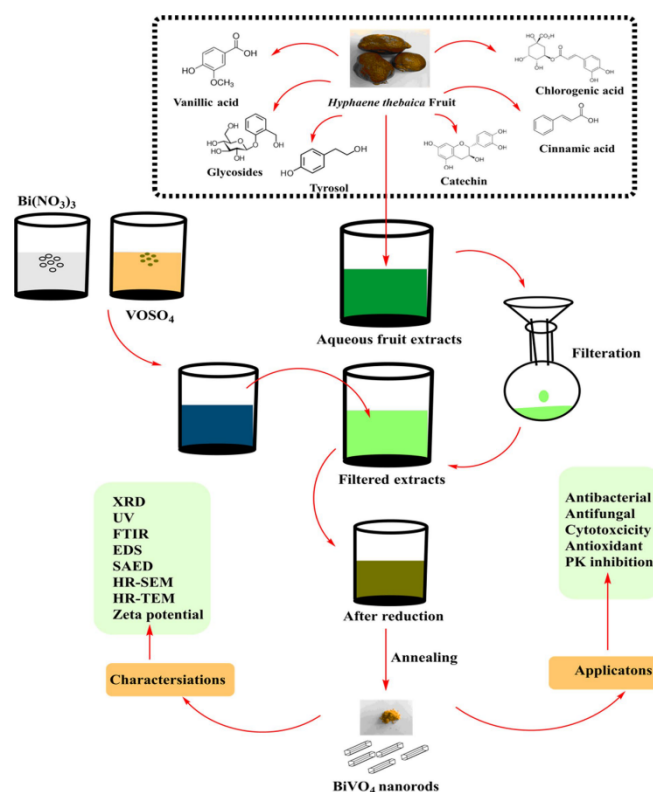 Vanillic acid
Hyphaene thebaica Fruit
Chlorogenic acid
Glycosides
Tyrosol
Catechin
Cinnamic acid
Bi(NO3)3
VOSO4
Aqueous fruit extracts
Filteration
Filtered extracts
XRD
UV
FTIR
EDS
SAED
HR-SEM
HR-TEM
Zeta potential
Antibacterial
Antifungal
Cytotoxcicity
Antioxidant
PK inhibition
After reduction
Annealing
Charactersiations
Applicatons
BiVO4 nanorods